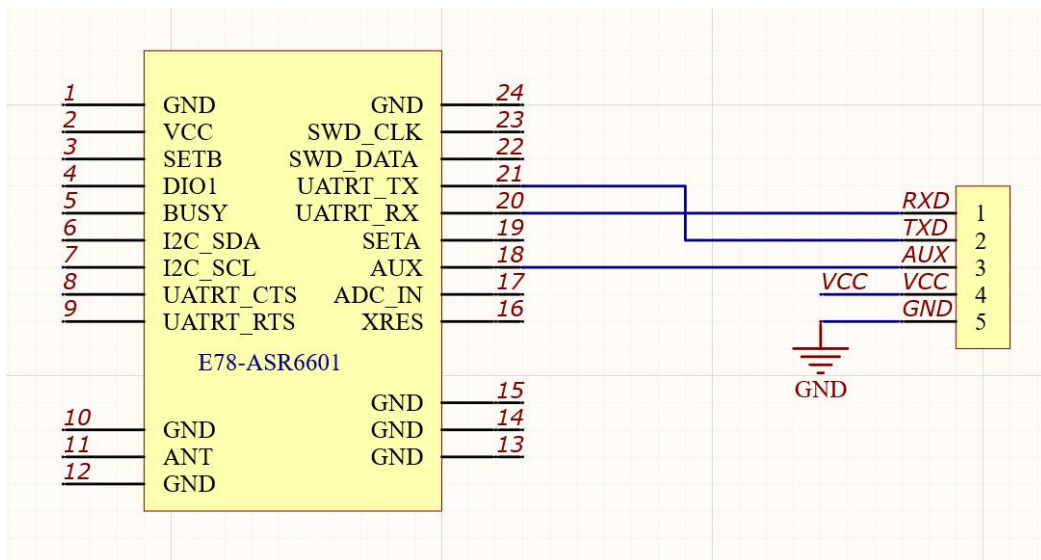 1 GND GND 24
2 VCC SWD_CLK 23
3 SETB SWD_DATA 22
4 DIO1 UATRT_TX 21
5 BUSY UATRT_RX 20 RXD 1
6 I2C_SDA SETA 19 TXD 2
7 I2C_SCL AUX 18 AUX 3
8 UATRT_CTS ADC_IN 17 VCC VCC 4
9 UATRT_RTS XRES 16 GND 5
E78-ASR6601
GND
GND 15
10 GND GND 14
11 ANT GND 13
12 GND